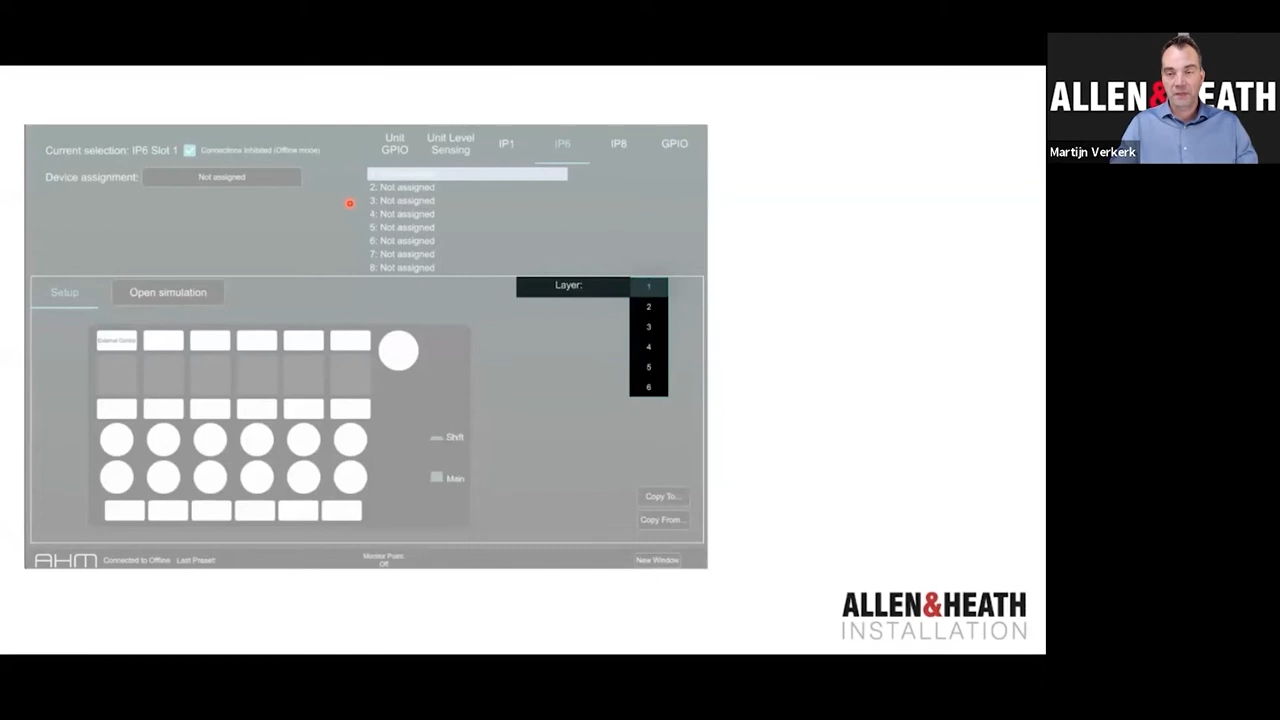 Current selection: IP6 Slot 1
Connections Inhibited (Offline mode)
Unit GPIO
Unit Level Sensing
IP1
IP6
IP8
GPIO
Device assignment:
Not assigned
2: Not assigned
3: Not assigned
4: Not assigned
5: Not assigned
6: Not assigned
7: Not assigned
8: Not assigned
Setup
Open simulation
Layer:
1
2
3
4
5
6
External Control
Shift
Main
Copy To...
Copy From...
AHM
Connected to Offline
Last Preset:
Monitor Point:
Off
New Window
ALLEN&HEATH
INSTALLATION
ALLEN&HEATH
Martijn Verkerk